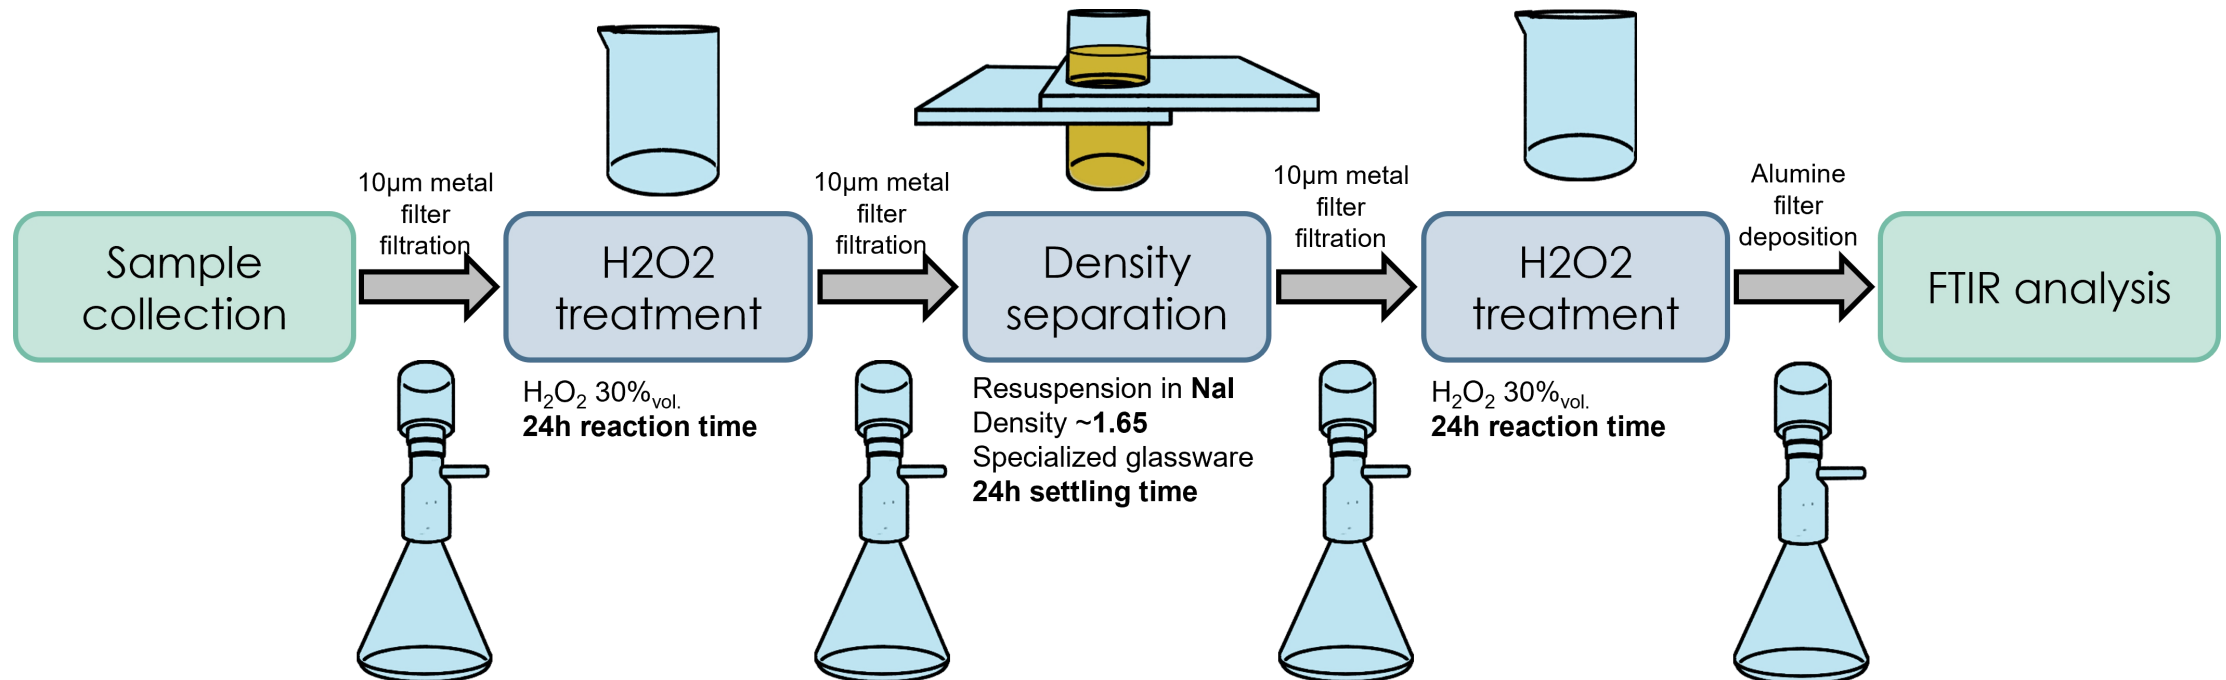 Sample
collection
10µm metal
filter
filtration
H2O2
treatment
H₂O₂ 30%vol.
24h reaction time
10µm metal
filter
filtration
Density
separation
Resuspension in NaI
Density ~1.65
Specialized glassware
24h settling time
10µm metal
filter
filtration
H2O2
treatment
H₂O₂ 30%vol.
24h reaction time
Alumine
filter
deposition
FTIR analysis